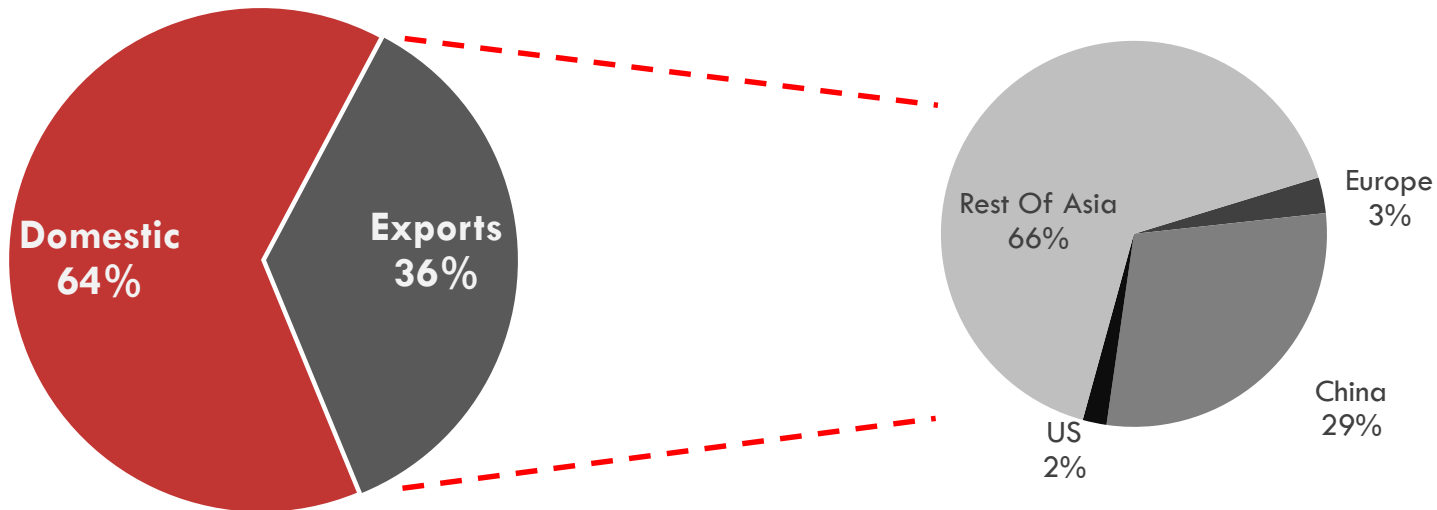 Domestic
64%
Exports
36%
Rest Of Asia
66%
Europe
3%
China
29%
US
2%